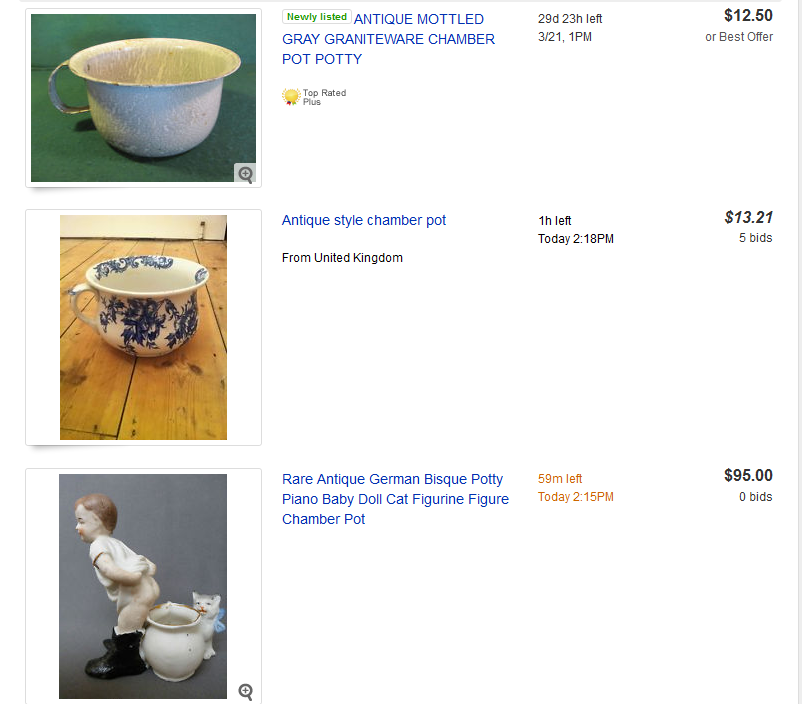 Newly listed ANTIQUE MOTTLED
GRAY GRANITEWARE CHAMBER
POT POTTY
Top Rated
Plus
29d 23h left
3/21, 1PM
$12.50
or Best Offer
Antique style chamber pot
From United Kingdom
1h left
Today 2:18PM
$13.21
5 bids
Rare Antique German Bisque Potty
Piano Baby Doll Cat Figurine Figure
Chamber Pot
59m left
Today 2:15PM
$95.00
0 bids